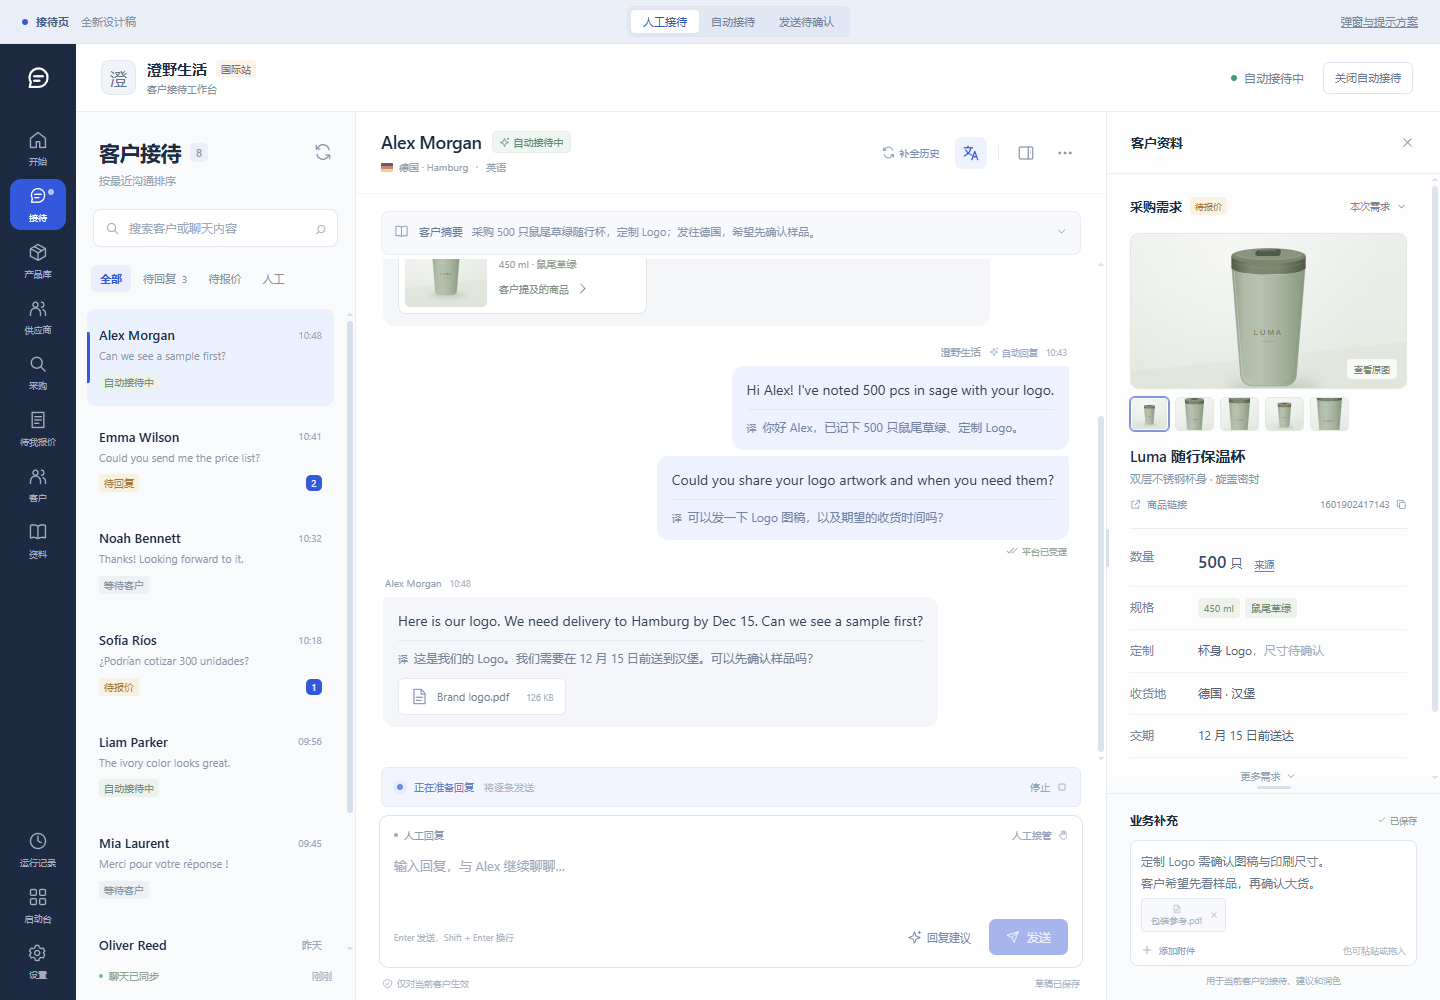 接待页 全新设计稿
人工接待 自动接待 发送待确认
弹窗与提示方案
澄
澄野生活 国际站
客户接待工作台
自动接待中
关闭自动接待
开始
接待
产品库
供应商
采购
待我报价
客户
资料
运行记录
启动台
设置
客户接待 8
按最近沟通排序
搜索客户或聊天内容
全部 待回复 3 待报价 人工
Alex Morgan 10:48
Can we see a sample first?
自动接待中
Emma Wilson 10:41
Could you send me the price list?
待回复 2
Noah Bennett 10:32
Thanks! Looking forward to it.
等待客户
Sofía Ríos 10:18
¿Podrían cotizar 300 unidades?
待报价 1
Liam Parker 09:56
The ivory color looks great.
自动接待中
Mia Laurent 09:45
Merci pour votre réponse !
等待客户
Oliver Reed 昨天
聊天已同步 刚刚
Alex Morgan 自动接待中
德国 · Hamburg · 英语
补全历史
客户摘要 采购 500 只鼠尾草绿随行杯，定制 Logo；发往德国，希望先确认样品。
450 ml · 鼠尾草绿
客户提及的商品
澄野生活 自动回复 10:43
Hi Alex! I've noted 500 pcs in sage with your logo.
译 你好 Alex，已记下 500 只鼠尾草绿、定制 Logo。
Could you share your logo artwork and when you need them?
译 可以发一下 Logo 图稿，以及期望的收货时间吗？
平台已受理
Alex Morgan 10:48
Here is our logo. We need delivery to Hamburg by Dec 15. Can we see a sample first?
译 这是我们的 Logo。我们需要在 12 月 15 日前送到汉堡。可以先确认样品吗？
Brand logo.pdf 126 KB
正在准备回复 将逐条发送
停止
人工回复
人工接管
输入回复，与 Alex 继续聊聊...
Enter 发送，Shift + Enter 换行
回复建议
发送
仅对当前客户生效
草稿已保存
客户资料
采购需求 待报价
本次需求
LUMA
查看原图
Luma 随行保温杯
双层不锈钢杯身 · 旋盖密封
商品链接 1601902417143
数量 500 只 来源
规格 450 ml 鼠尾草绿
定制 杯身 Logo，尺寸待确认
收货地 德国 · 汉堡
交期 12 月 15 日前送达
更多需求
业务补充 已保存
定制 Logo 需确认图稿与印刷尺寸。
客户希望先看样品，再确认大货。
包装参考.pdf
添加附件 也可粘贴或拖入
用于当前客户的接待、建议和润色